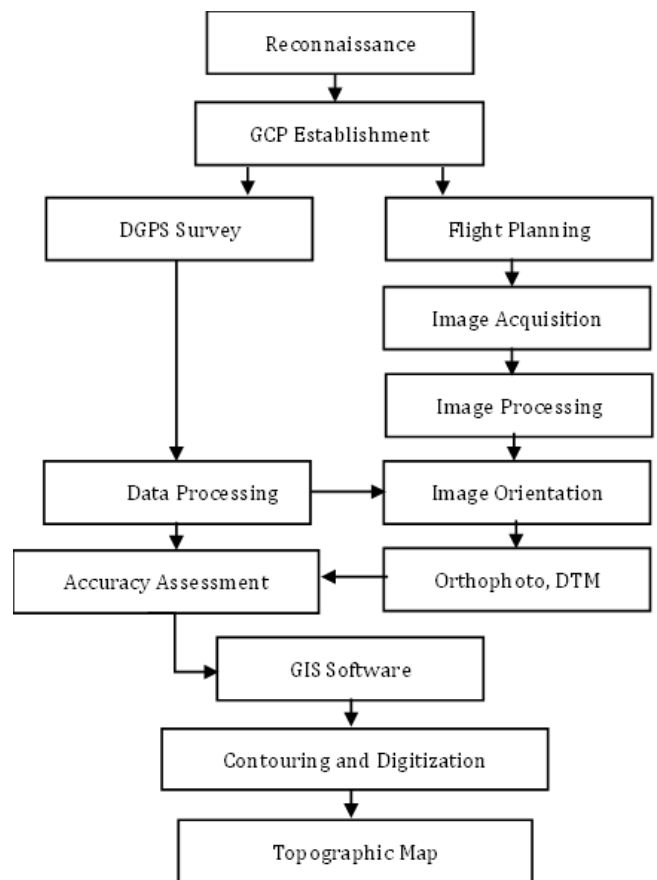 Reconnaissance
GCP Establishment
DGPS Survey
Flight Planning
Image Acquisition
Image Processing
Data Processing
Image Orientation
Accuracy Assessment
Orthophoto, DTM
GIS Software
Contouring and Digitization
Topographic Map